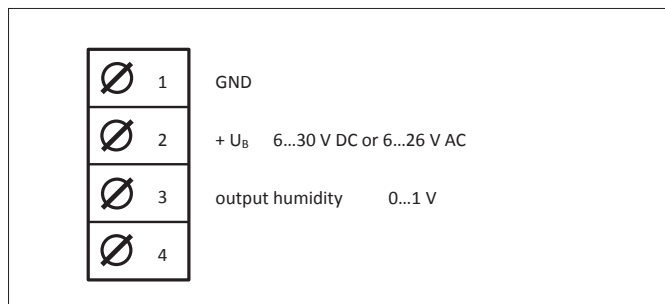 1 GND
2 + UB 6...30 V DC or 6...26 V AC
3 output humidity 0...1 V
4